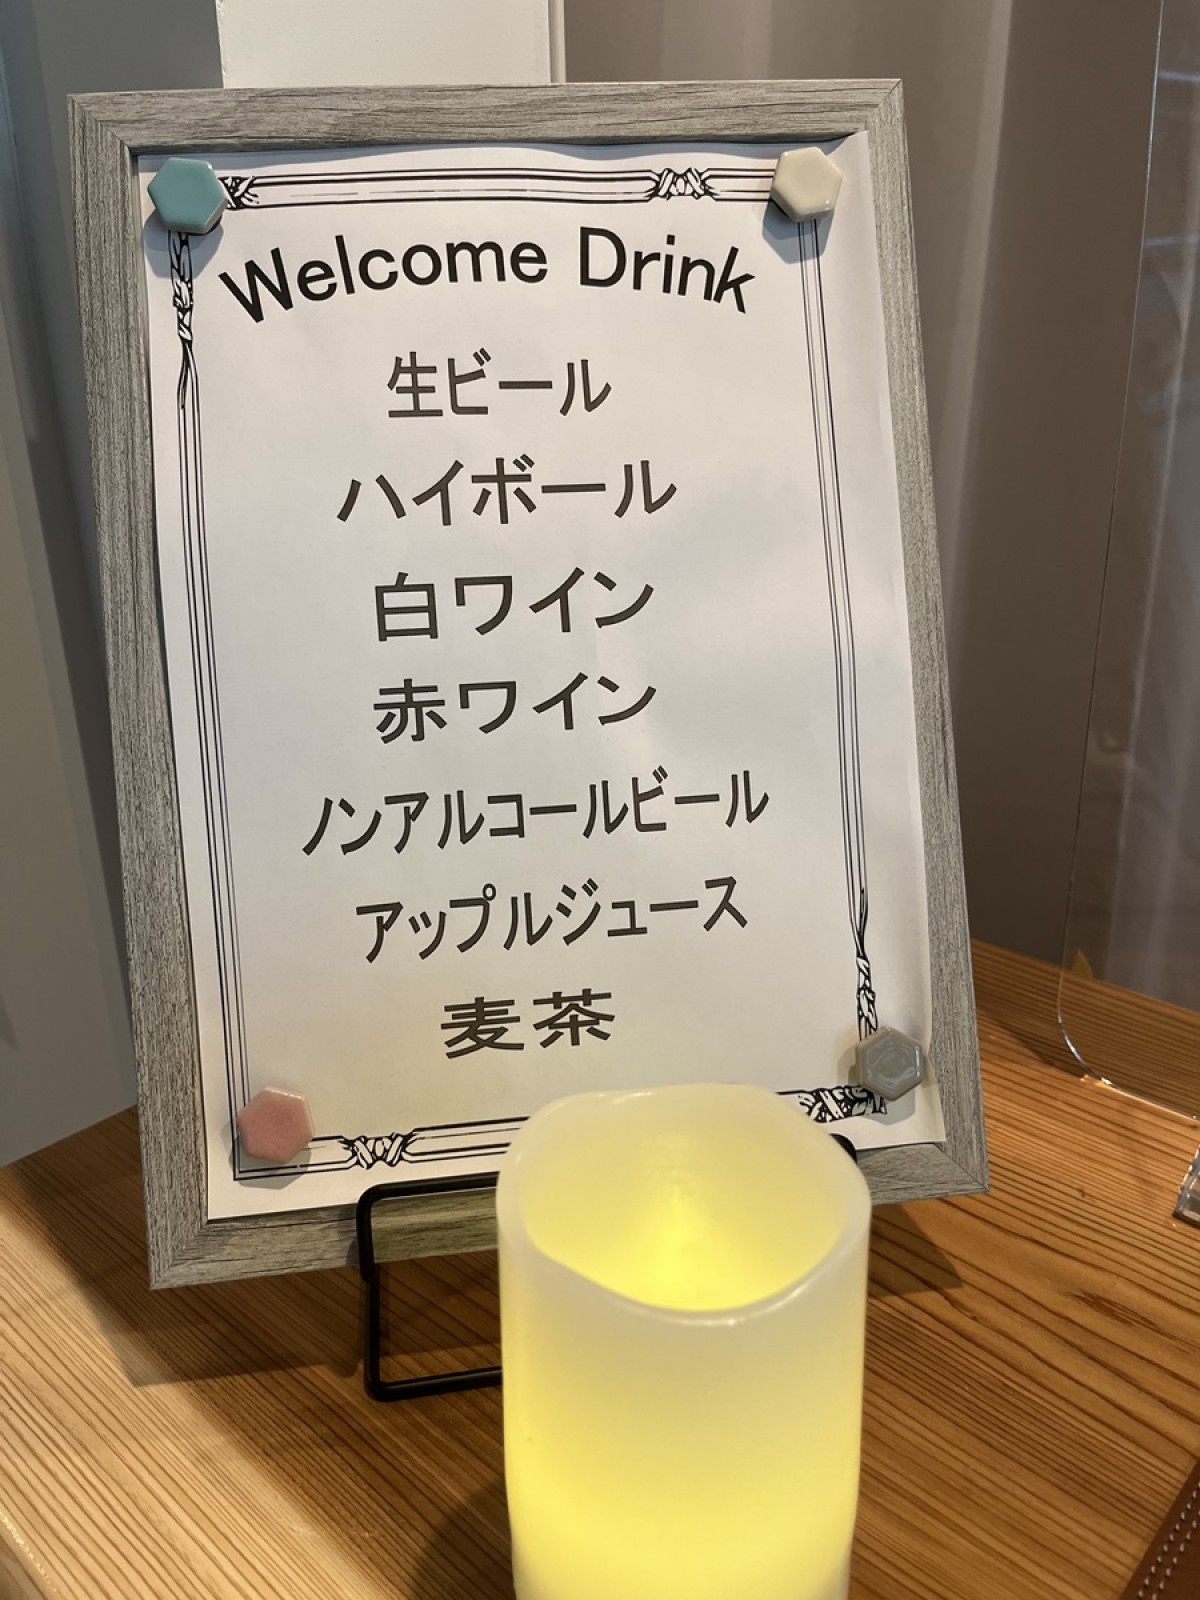 Welcome Drink
生ビール
ハイボール
白ワイン
赤ワイン
ノンアルコールビール
アップルジュース
麦茶